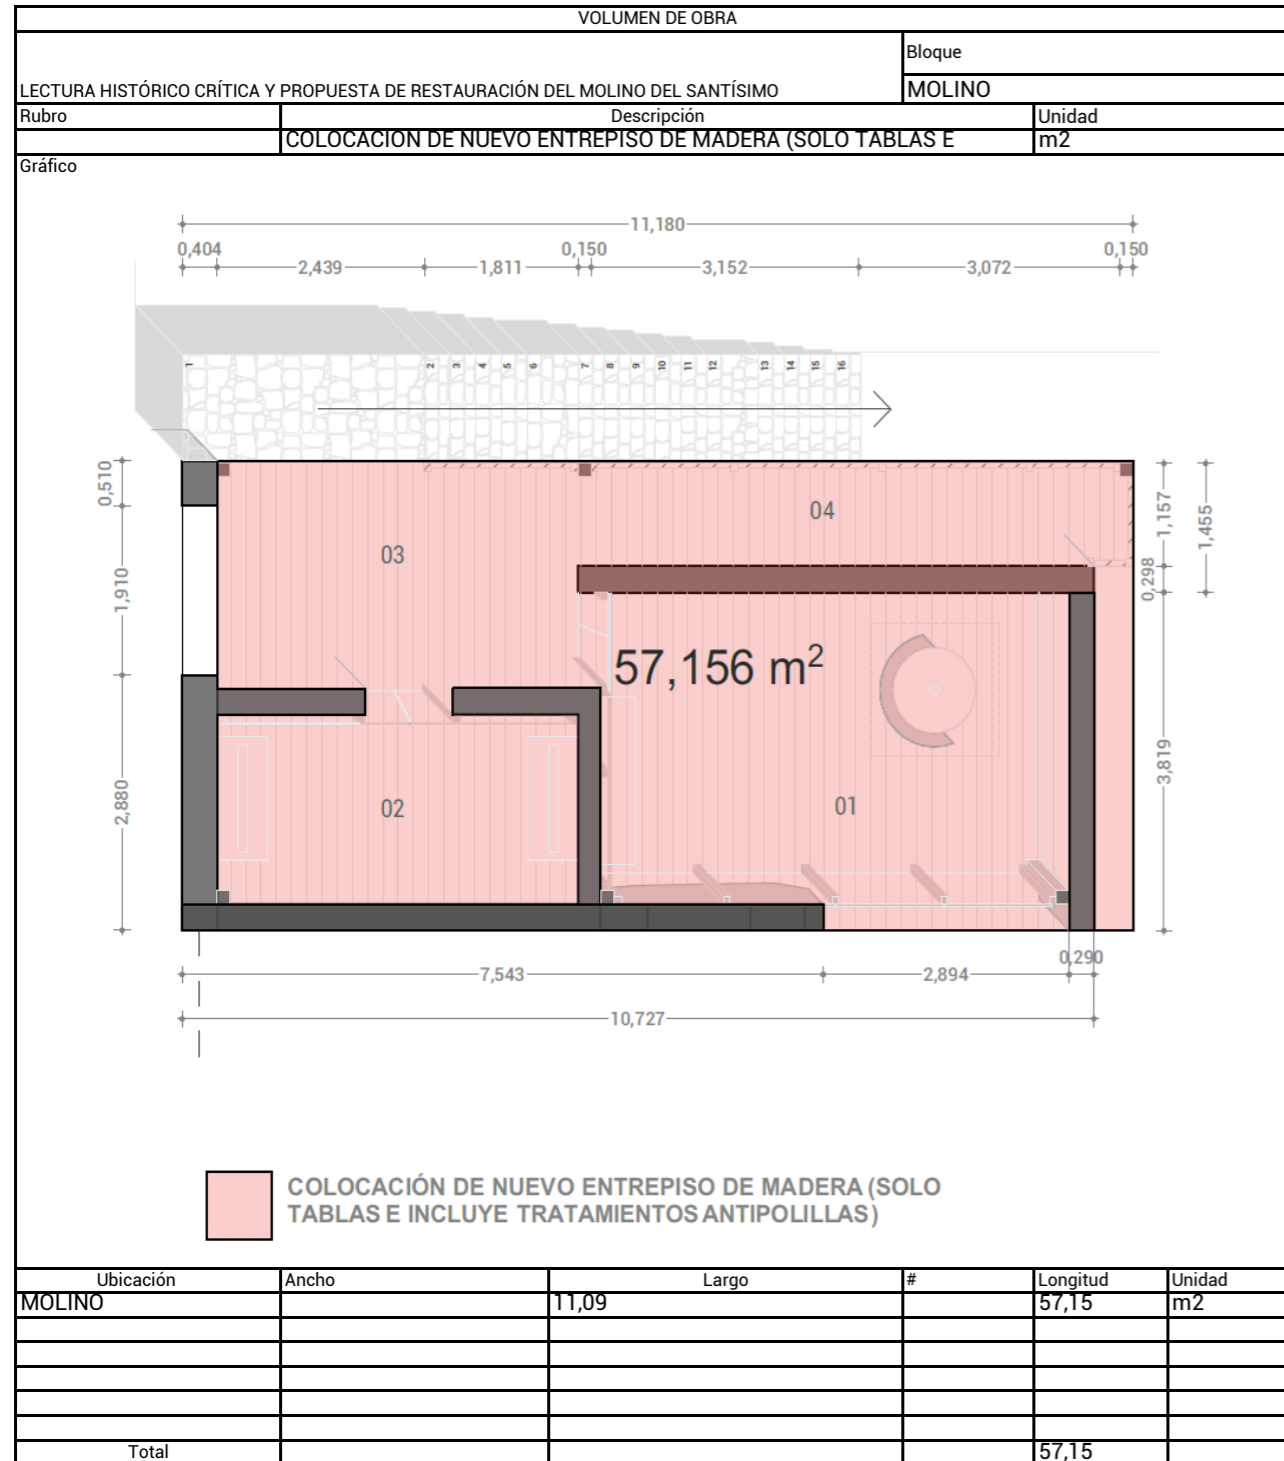 VOLUMEN DE OBRA
Bloque
LECTURA HISTÓRICO CRÍTICA Y PROPUESTA DE RESTAURACIÓN DEL MOLINO DEL SANTÍSIMO
MOLINO
Rubro Descripción Unidad
COLOCACION DE NUEVO ENTREPISO DE MADERA (SOLO TABLAS E m2
Gráfico
11,180
0,404 0,150 0,150
2,439 1,811 3,152 3,072
1 2 3 4 5 6 7 8 9 10 11 12 13 14 15 16
0,510
1,910
2,880
1,157
1,455
0,298
3,819
04
03
57,156 m²
02
01
0,290
7,543 2,894
10,727
COLOCACIÓN DE NUEVO ENTREPISO DE MADERA (SOLO
TABLAS E INCLUYE TRATAMIENTOS ANTIPOLILLAS)
Ubicación Ancho Largo # Longitud Unidad
MOLINO 11,09 57,15 m2
Total 57,15